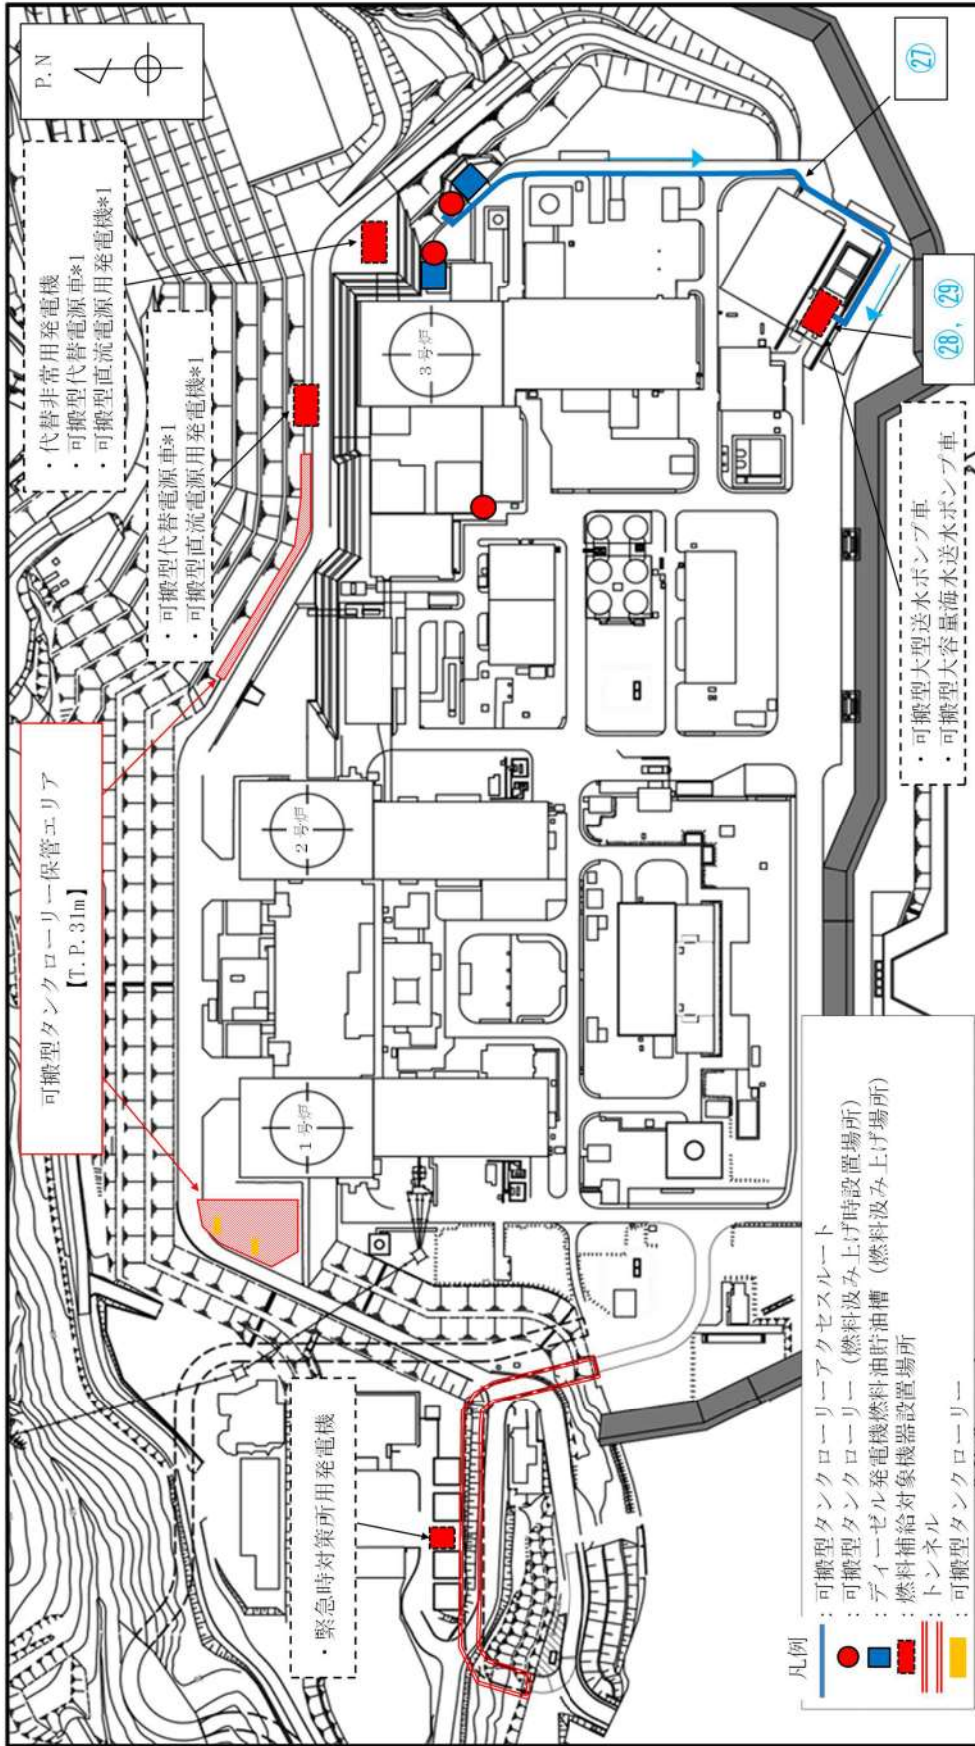 P.N
・代替非常用発電機
・可搬型代替電源車*1
・可搬型直流電源用発電機*1
・可搬型代替電源車*1
・可搬型直流電源用発電機*1
可搬型タンクローリー保管エリア
【T.P.31m】
3号炉
2号炉
1号炉
・緊急時対策所用発電機
㉗
㉘, ㉙
・可搬型大型送水ポンプ車
・可搬型大容量海水送水ポンプ車
凡例
：可搬型タンクローリーアクセスルート
：可搬型タンクローリー（燃料汲み上げ時設置場所）
：ディーゼル発電機燃料油貯油槽（燃料汲み上げ場所）
：燃料補給対象機器設置場所
：トンネル
：可搬型タンクローリー